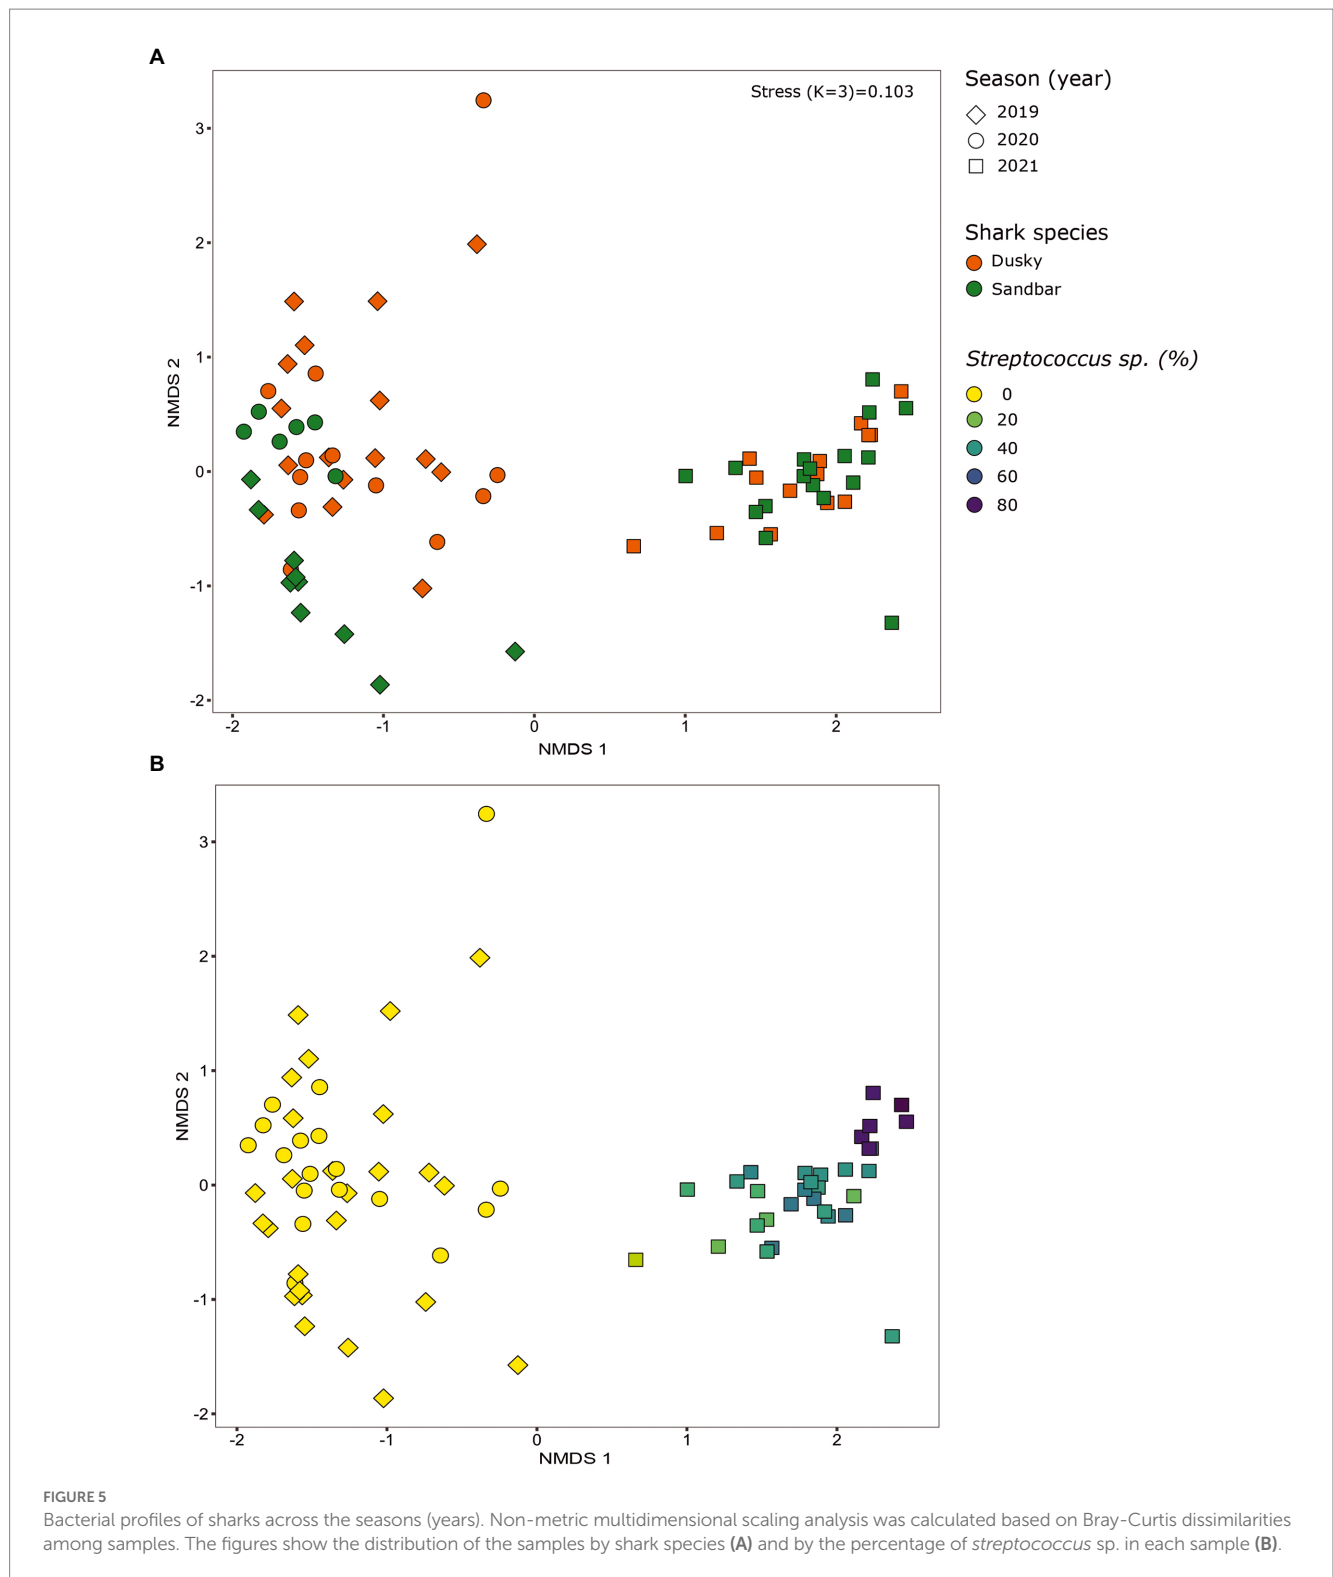 A
Stress (K=3)=0.103
3
2
1
0
-1
-2
NMDS 2
-2
-1
0
1
2
NMDS 1
Season (year)
2019
2020
2021
Shark species
Dusky
Sandbar
Streptococcus sp. (%)
0
20
40
60
80
B
3
2
1
0
-1
-2
NMDS 2
-2
-1
0
1
2
NMDS 1
FIGURE 5
Bacterial profiles of sharks across the seasons (years). Non-metric multidimensional scaling analysis was calculated based on Bray-Curtis dissimilarities
among samples. The figures show the distribution of the samples by shark species (A) and by the percentage of streptococcus sp. in each sample (B).